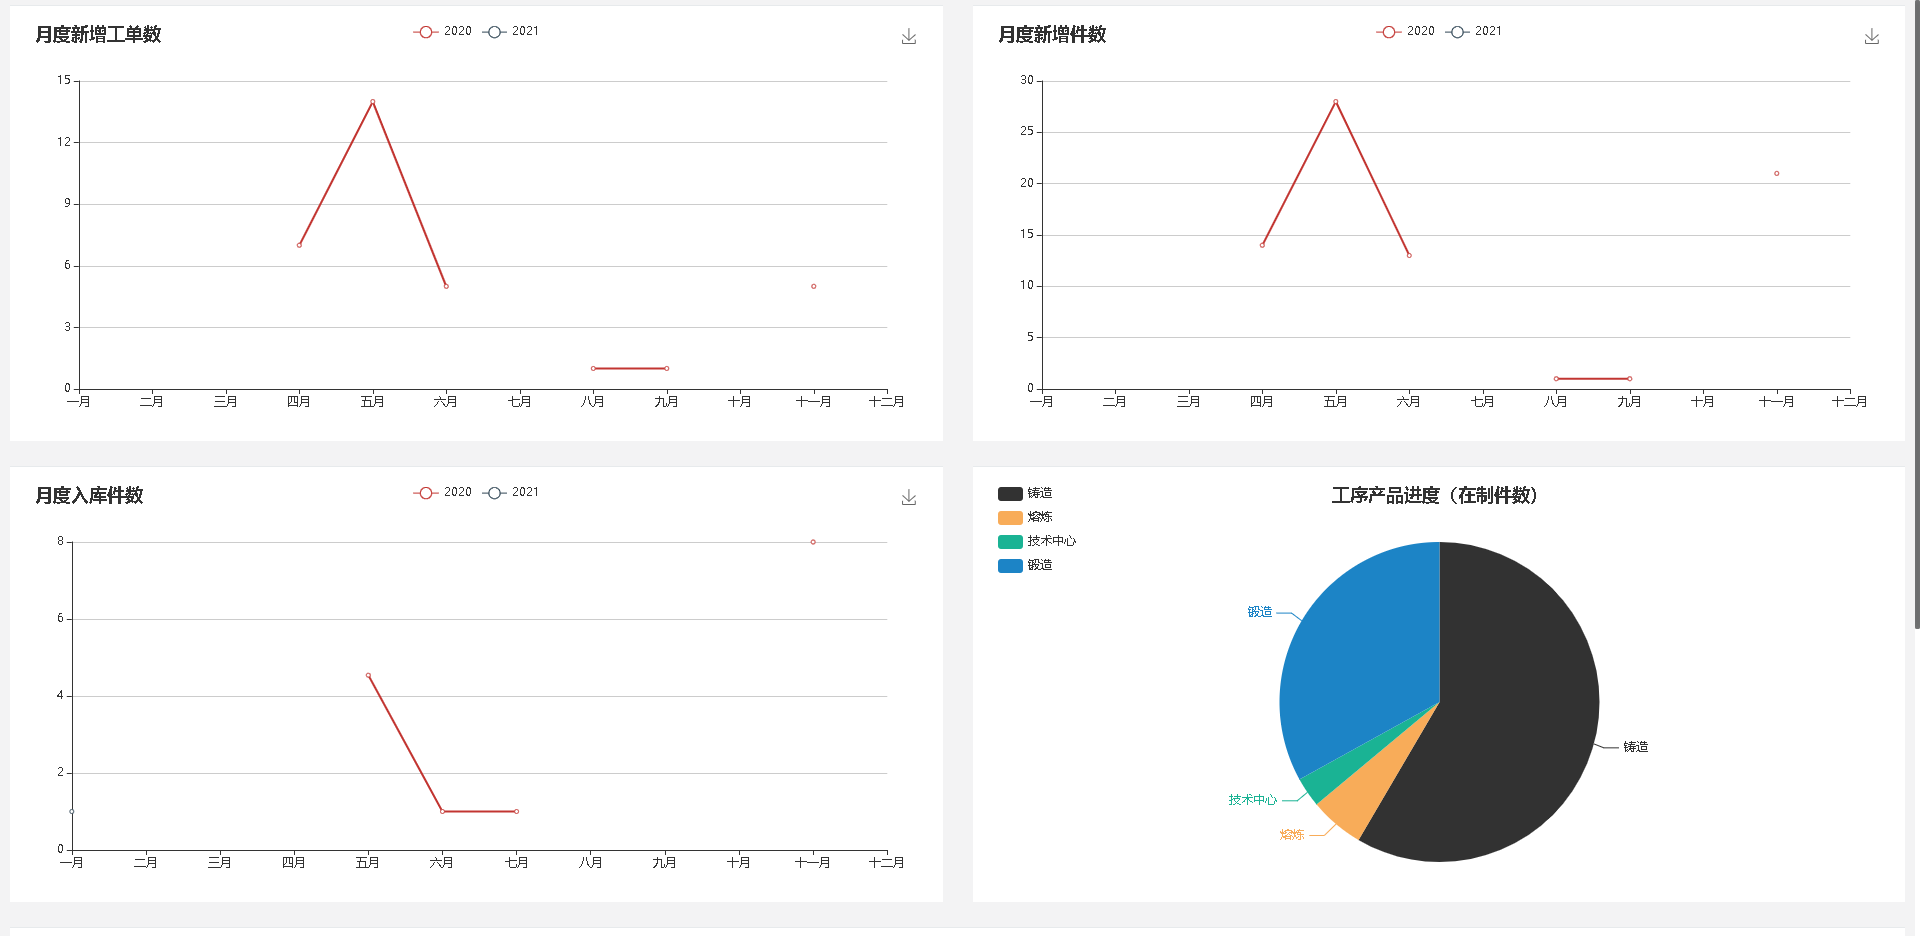 月度新增工单数
2020 2021
15
12
9
6
3
0
一月 二月 三月 四月 五月 六月 七月 八月 九月 十月 十一月 十二月
月度新增件数
2020 2021
30
25
20
15
10
5
0
一月 二月 三月 四月 五月 六月 七月 八月 九月 十月 十一月 十二月
月度入库件数
2020 2021
8
6
4
2
0
一月 二月 三月 四月 五月 六月 七月 八月 九月 十月 十一月 十二月
工序产品进度（在制件数）
铸造
熔炼
技术中心
锻造
锻造
铸造
技术中心
熔炼